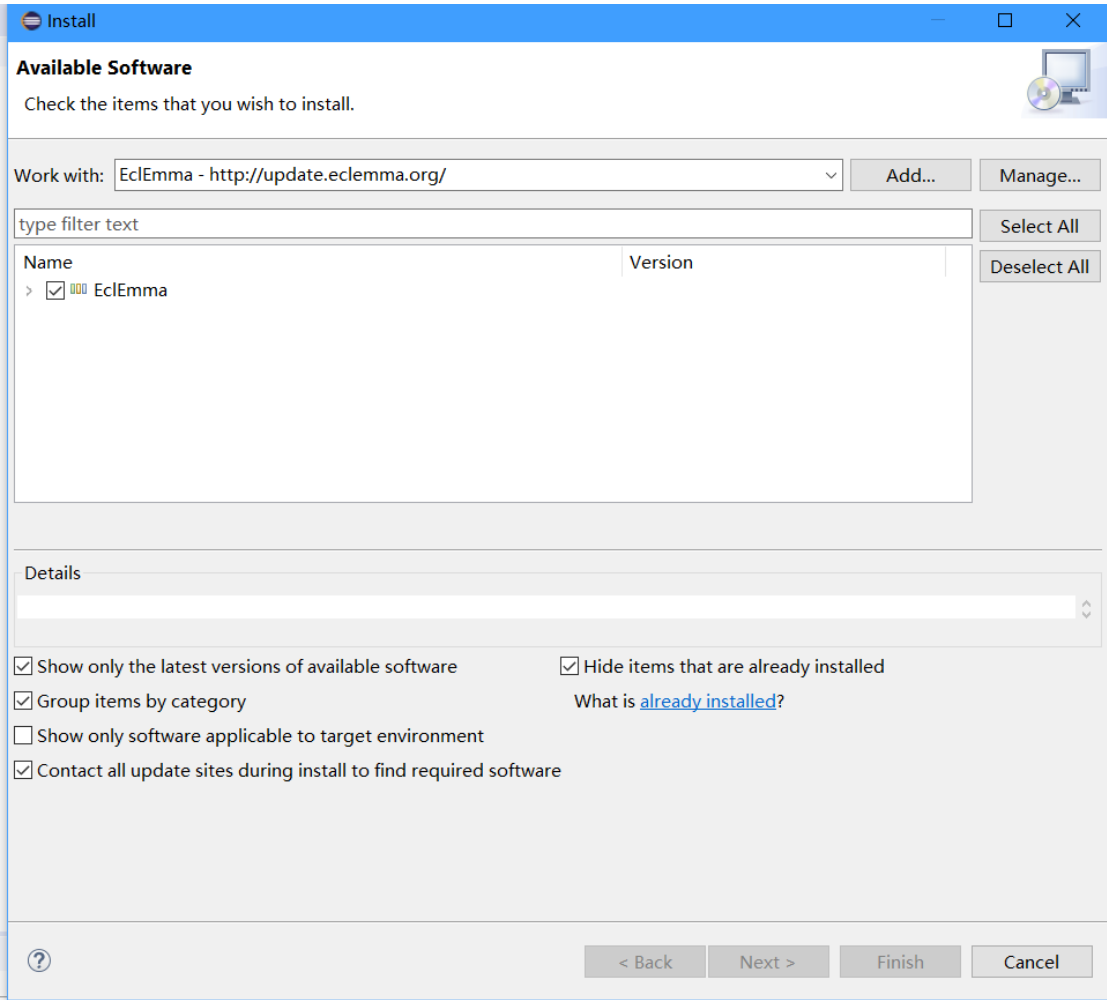 Install
Available Software
Check the items that you wish to install.
Work with: EclEmma - http://update.eclemma.org/ Add... Manage...
type filter text Select All
Name Version Deselect All
EclEmma
Details
Show only the latest versions of available software Hide items that are already installed
Group items by category What is already installed?
Show only software applicable to target environment
Contact all update sites during install to find required software
? < Back Next > Finish Cancel